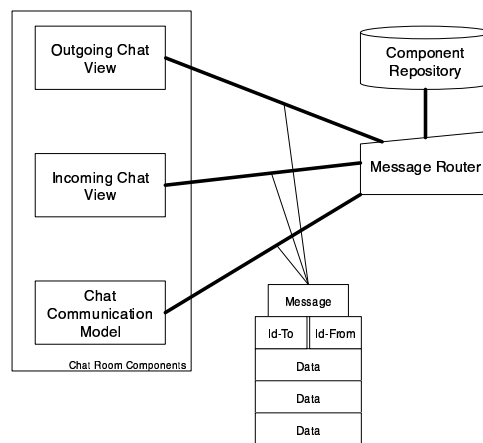 Outgoing Chat
View
Component
Repository
Incoming Chat
View
Message Router
Chat
Communication
Model
Chat Room Components
Message
Id-To
Id-From
Data
Data
Data